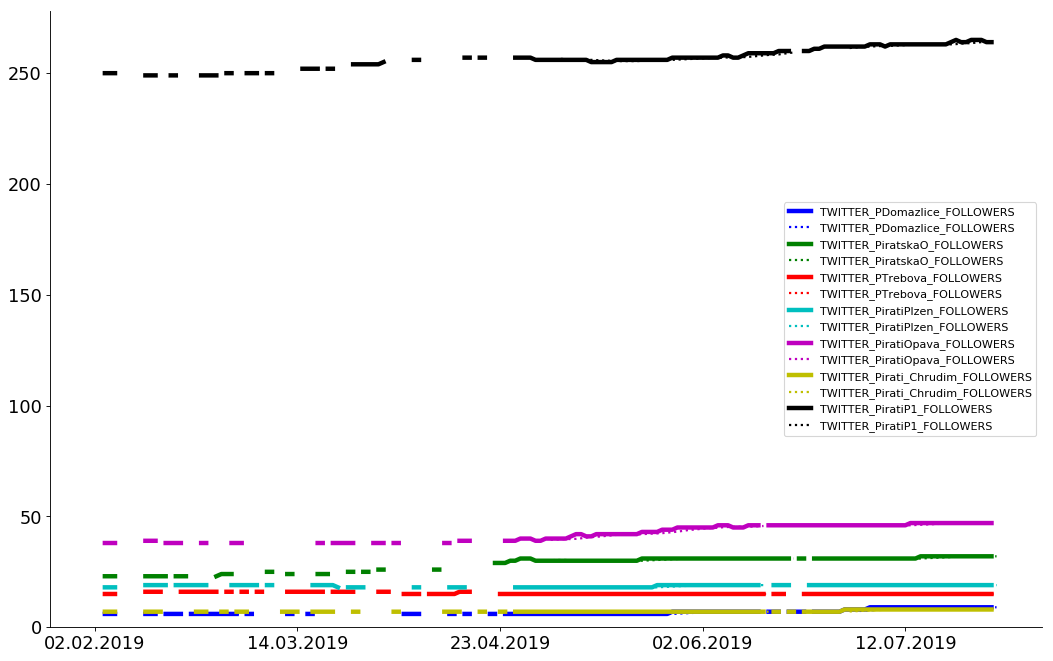 250
200
150
100
50
0
02.02.2019 14.03.2019 23.04.2019 02.06.2019 12.07.2019
TWITTER_PDomazlice_FOLLOWERS
TWITTER_PDomazlice_FOLLOWERS
TWITTER_PiratskaO_FOLLOWERS
TWITTER_PiratskaO_FOLLOWERS
TWITTER_PTrebova_FOLLOWERS
TWITTER_PTrebova_FOLLOWERS
TWITTER_PiratiPlzen_FOLLOWERS
TWITTER_PiratiPlzen_FOLLOWERS
TWITTER_PiratiOpava_FOLLOWERS
TWITTER_PiratiOpava_FOLLOWERS
TWITTER_Pirati_Chrudim_FOLLOWERS
TWITTER_Pirati_Chrudim_FOLLOWERS
TWITTER_PiratiP1_FOLLOWERS
TWITTER_PiratiP1_FOLLOWERS